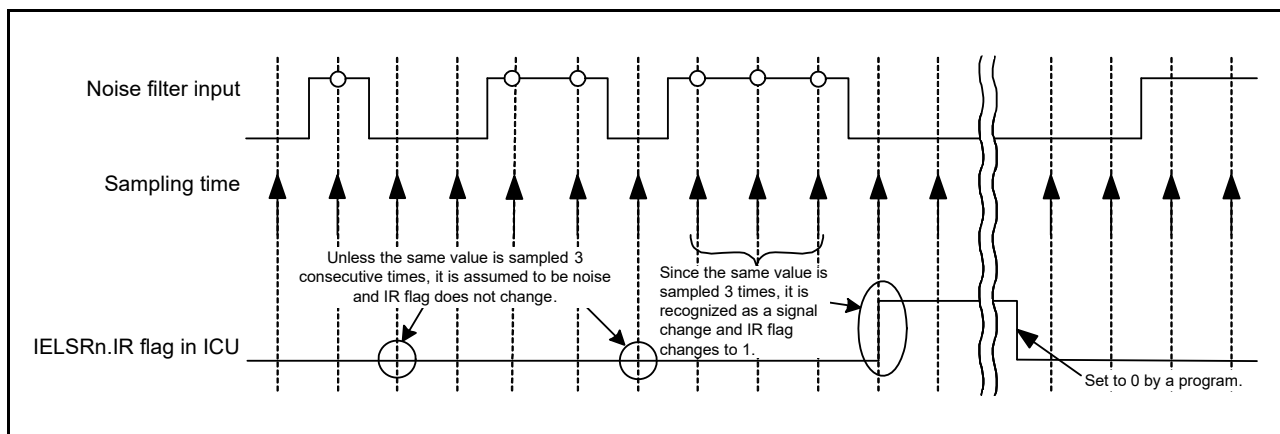 Noise filter input
Sampling time
Unless the same value is sampled 3
consecutive times, it is assumed to be noise
and IR flag does not change.
Since the same value is
sampled 3 times, it is
recognized as a signal
change and IR flag
changes to 1.
IELSRn.IR flag in ICU
Set to 0 by a program.